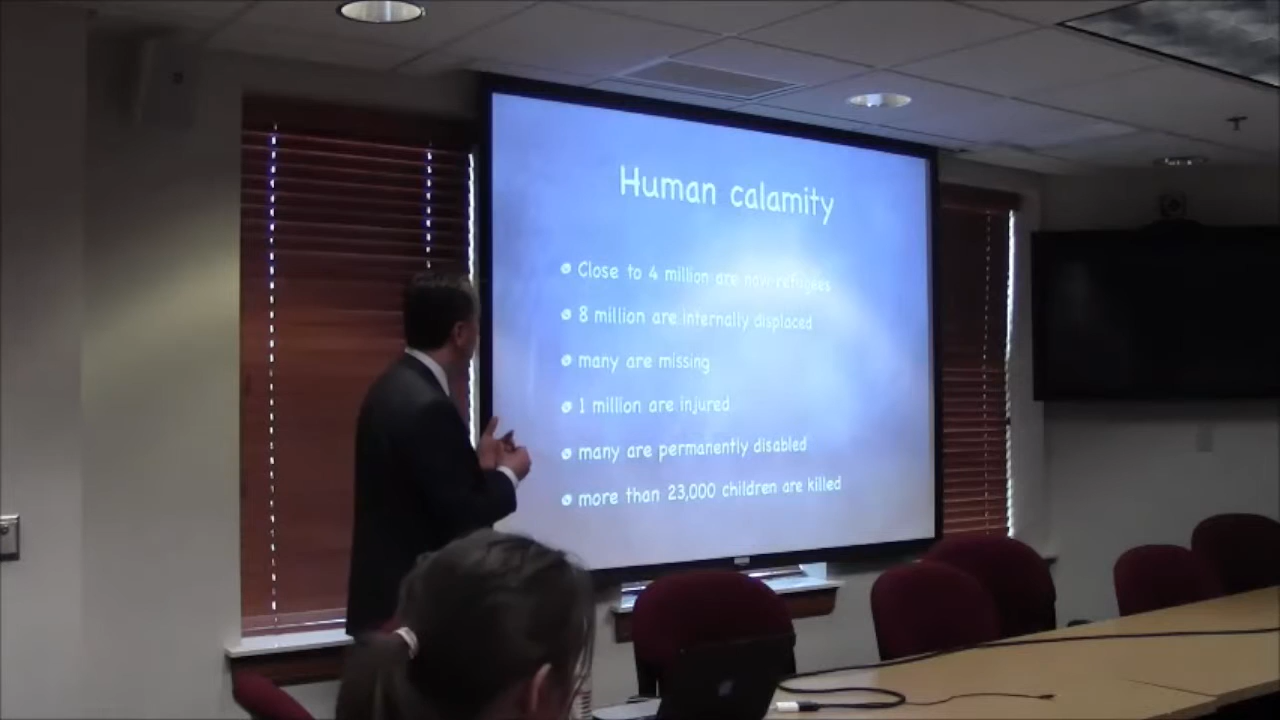 Human calamity
Close to 4 million are now refugees
8 million are internally displaced
many are missing
1 million are injured
many are permanently disabled
more than 23,000 children are killed